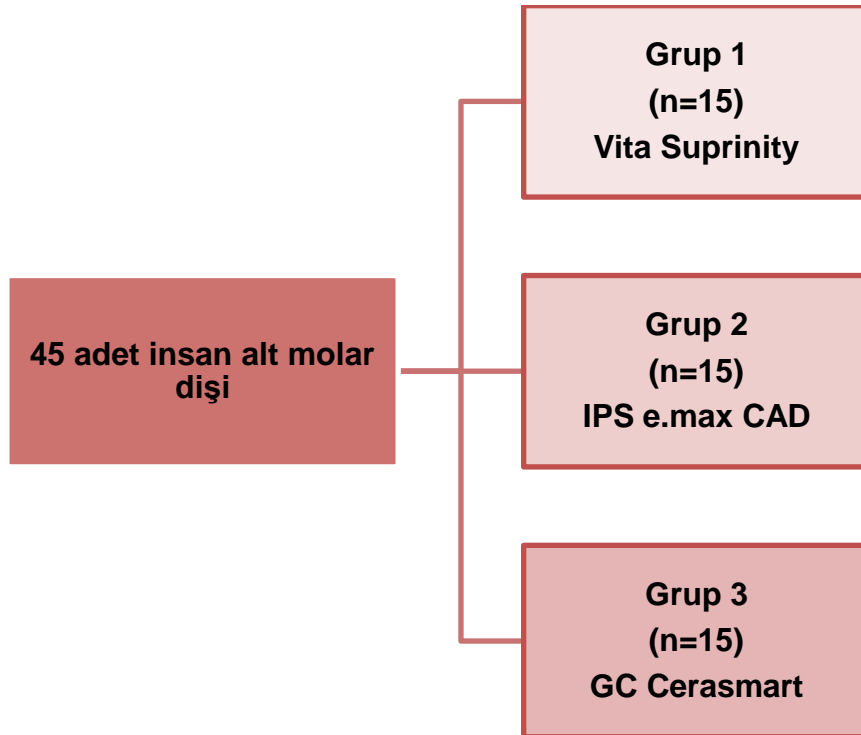 45 adet insan alt molar
dişi
Grup 1
(n=15)
Vita Suprinity
Grup 2
(n=15)
IPS e.max CAD
Grup 3
(n=15)
GC Cerasmart